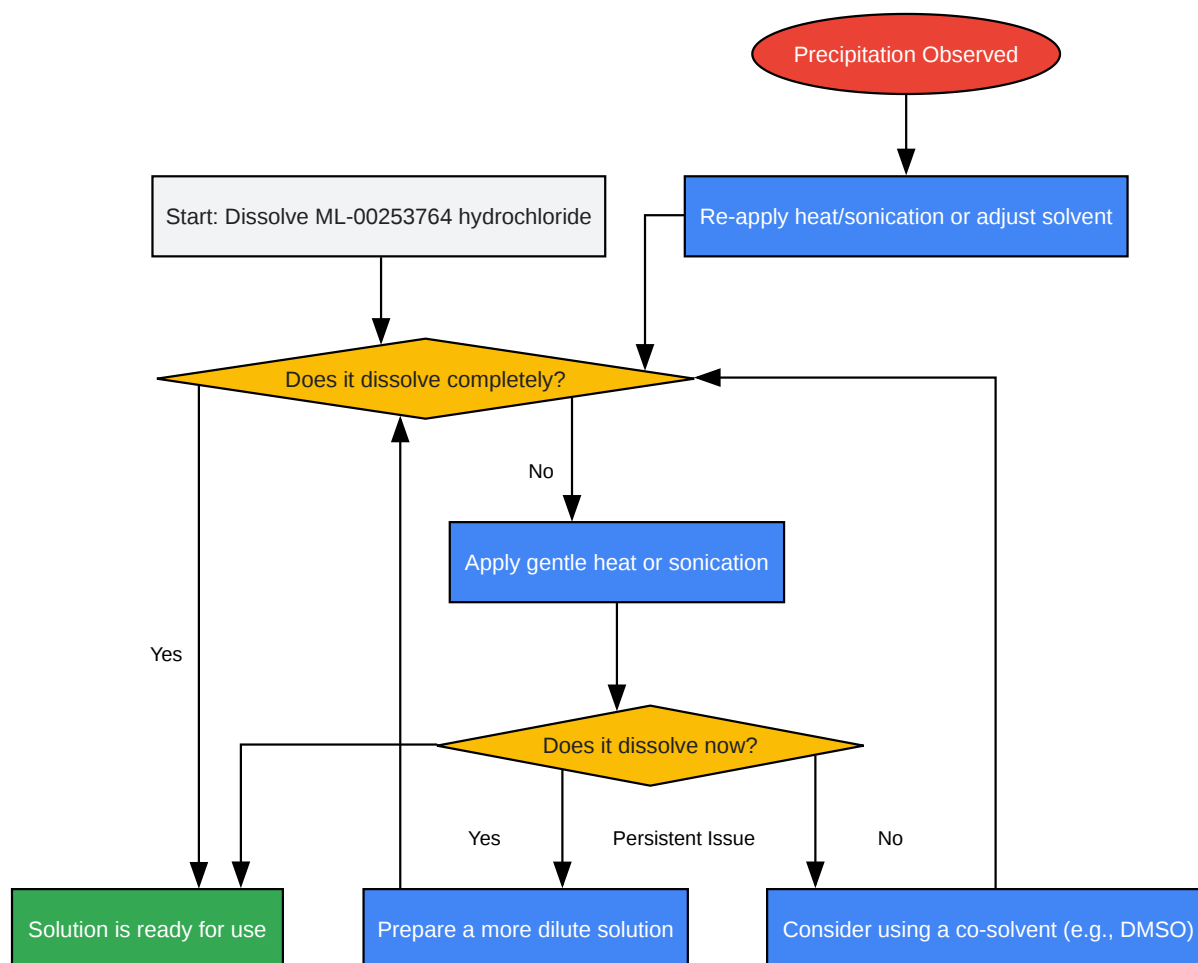 Precipitation Observed
Start: Dissolve ML-00253764 hydrochloride
Re-apply heat/sonication or adjust solvent
Does it dissolve completely?
No
Apply gentle heat or sonication
Yes
Does it dissolve now?
Yes
Persistent Issue
No
Solution is ready for use
Prepare a more dilute solution
Consider using a co-solvent (e.g., DMSO)